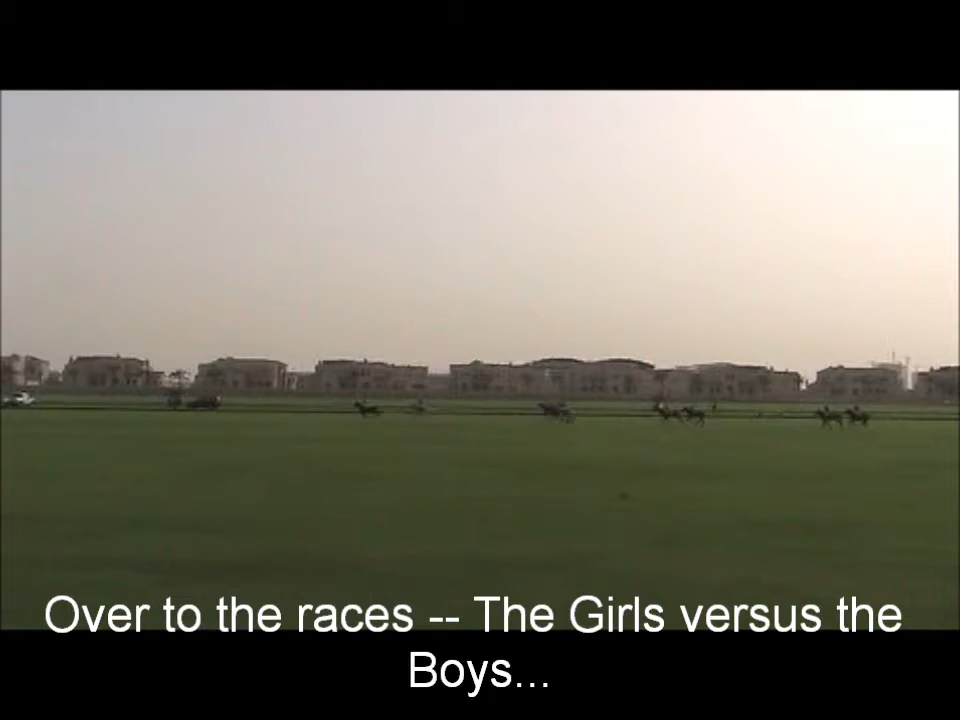 Over to the races -- The Girls versus the
Boys...